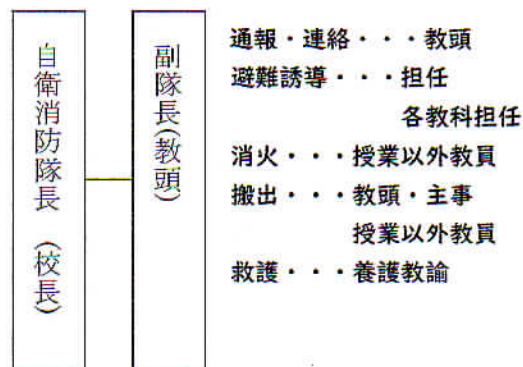 自衛消防隊長　（校長）
副隊長（教頭）
通報・連絡・・・教頭
避難誘導・・・担任
各教科担任
消火・・・授業以外教員
搬出・・・教頭・主事
授業以外教員
救護・・・養護教諭